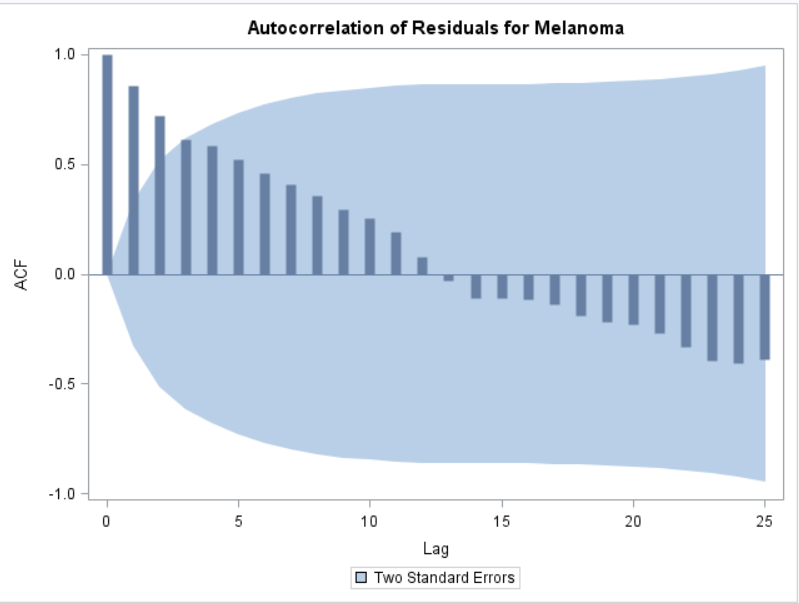 Autocorrelation of Residuals for Melanoma
1.0
0.5
0.0
-0.5
-1.0
ACF
0 5 10 15 20 25
Lag
Two Standard Errors